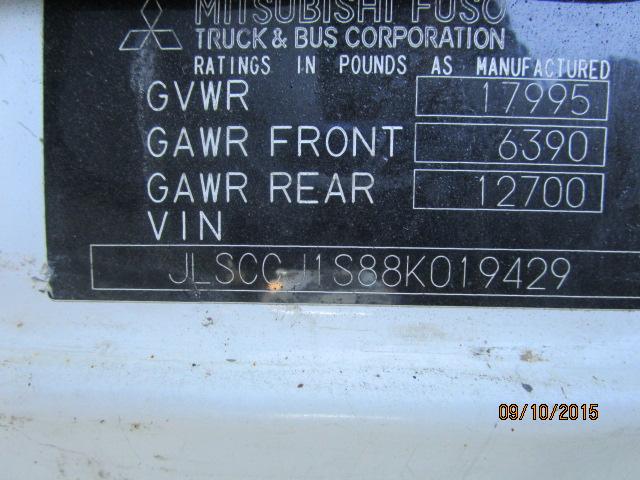 MITSUBISHI FUSO
TRUCK & BUS CORPORATION
RATINGS IN POUNDS AS MANUFACTURED
GVWR 17995
GAWR FRONT 6390
GAWR REAR 12700
VIN
JLSCCJ1S88K019429
09/10/2015